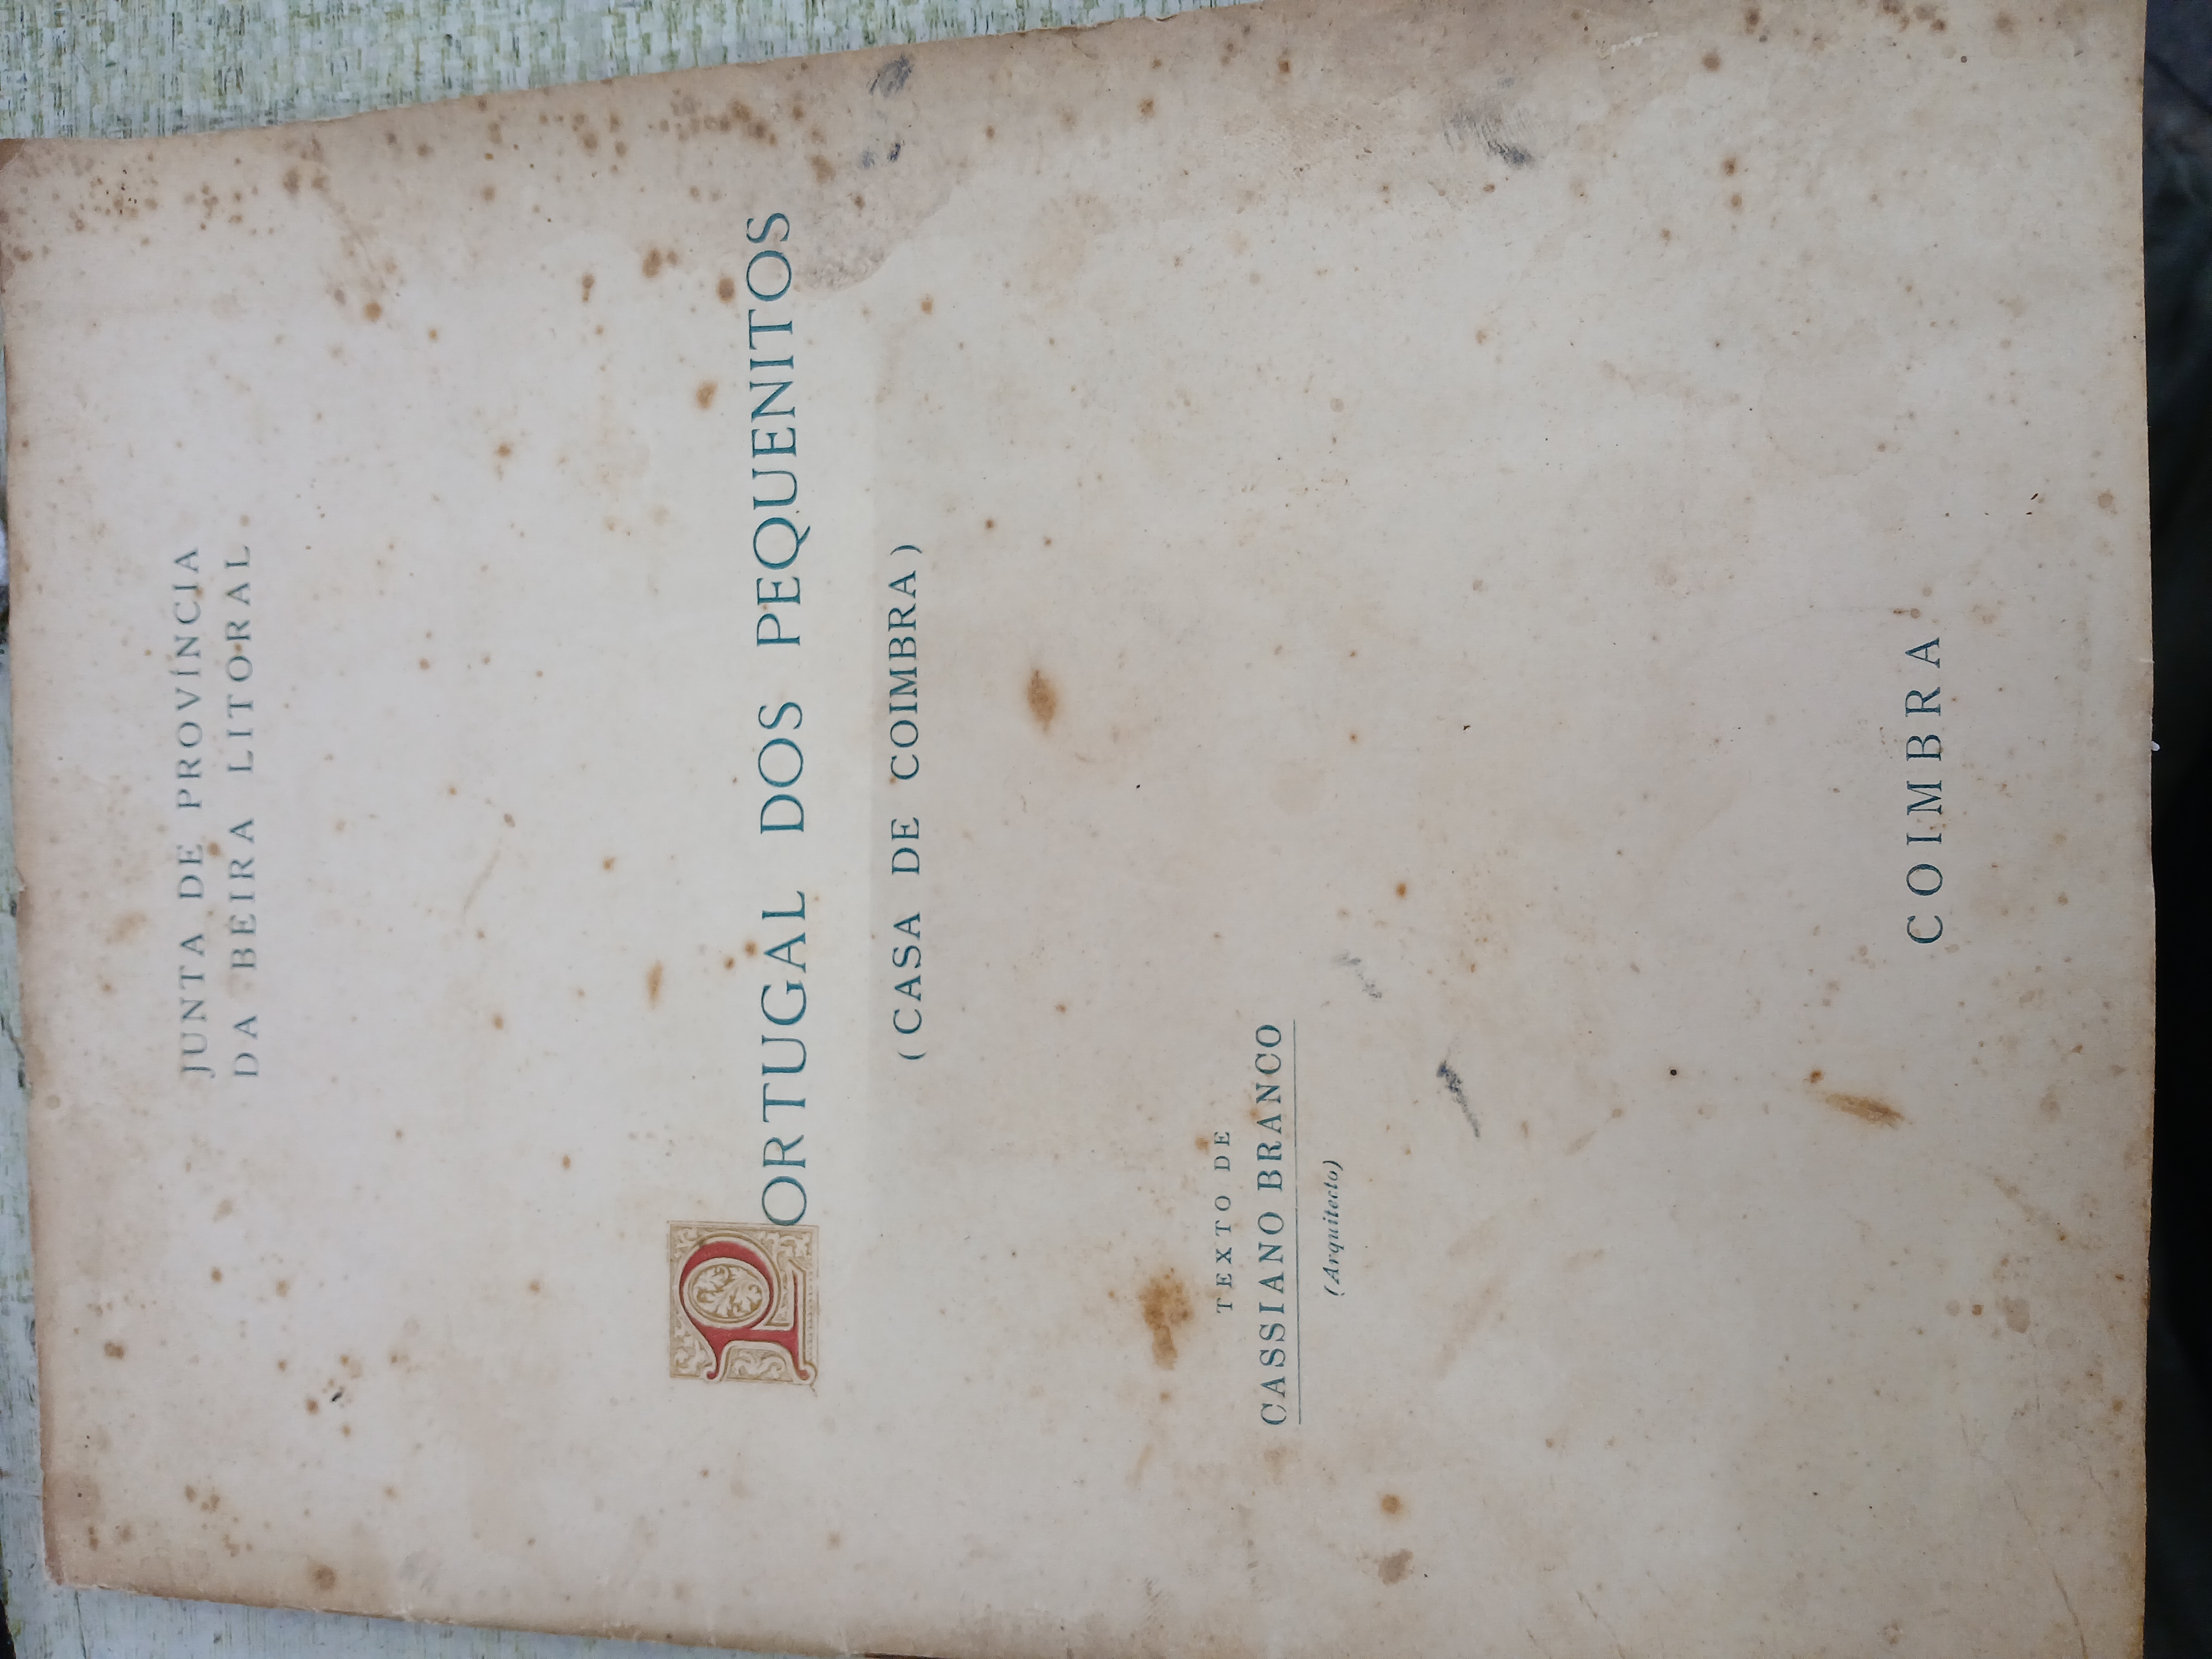 JUNTA DE PROVÍNCIA
DA BEIRA LITORAL
PORTUGAL DOS PEQUENITOS
(CASA DE COIMBRA)
TEXTO DE
CASSIANO BRANCO
(Arquitecto)
COIMBRA